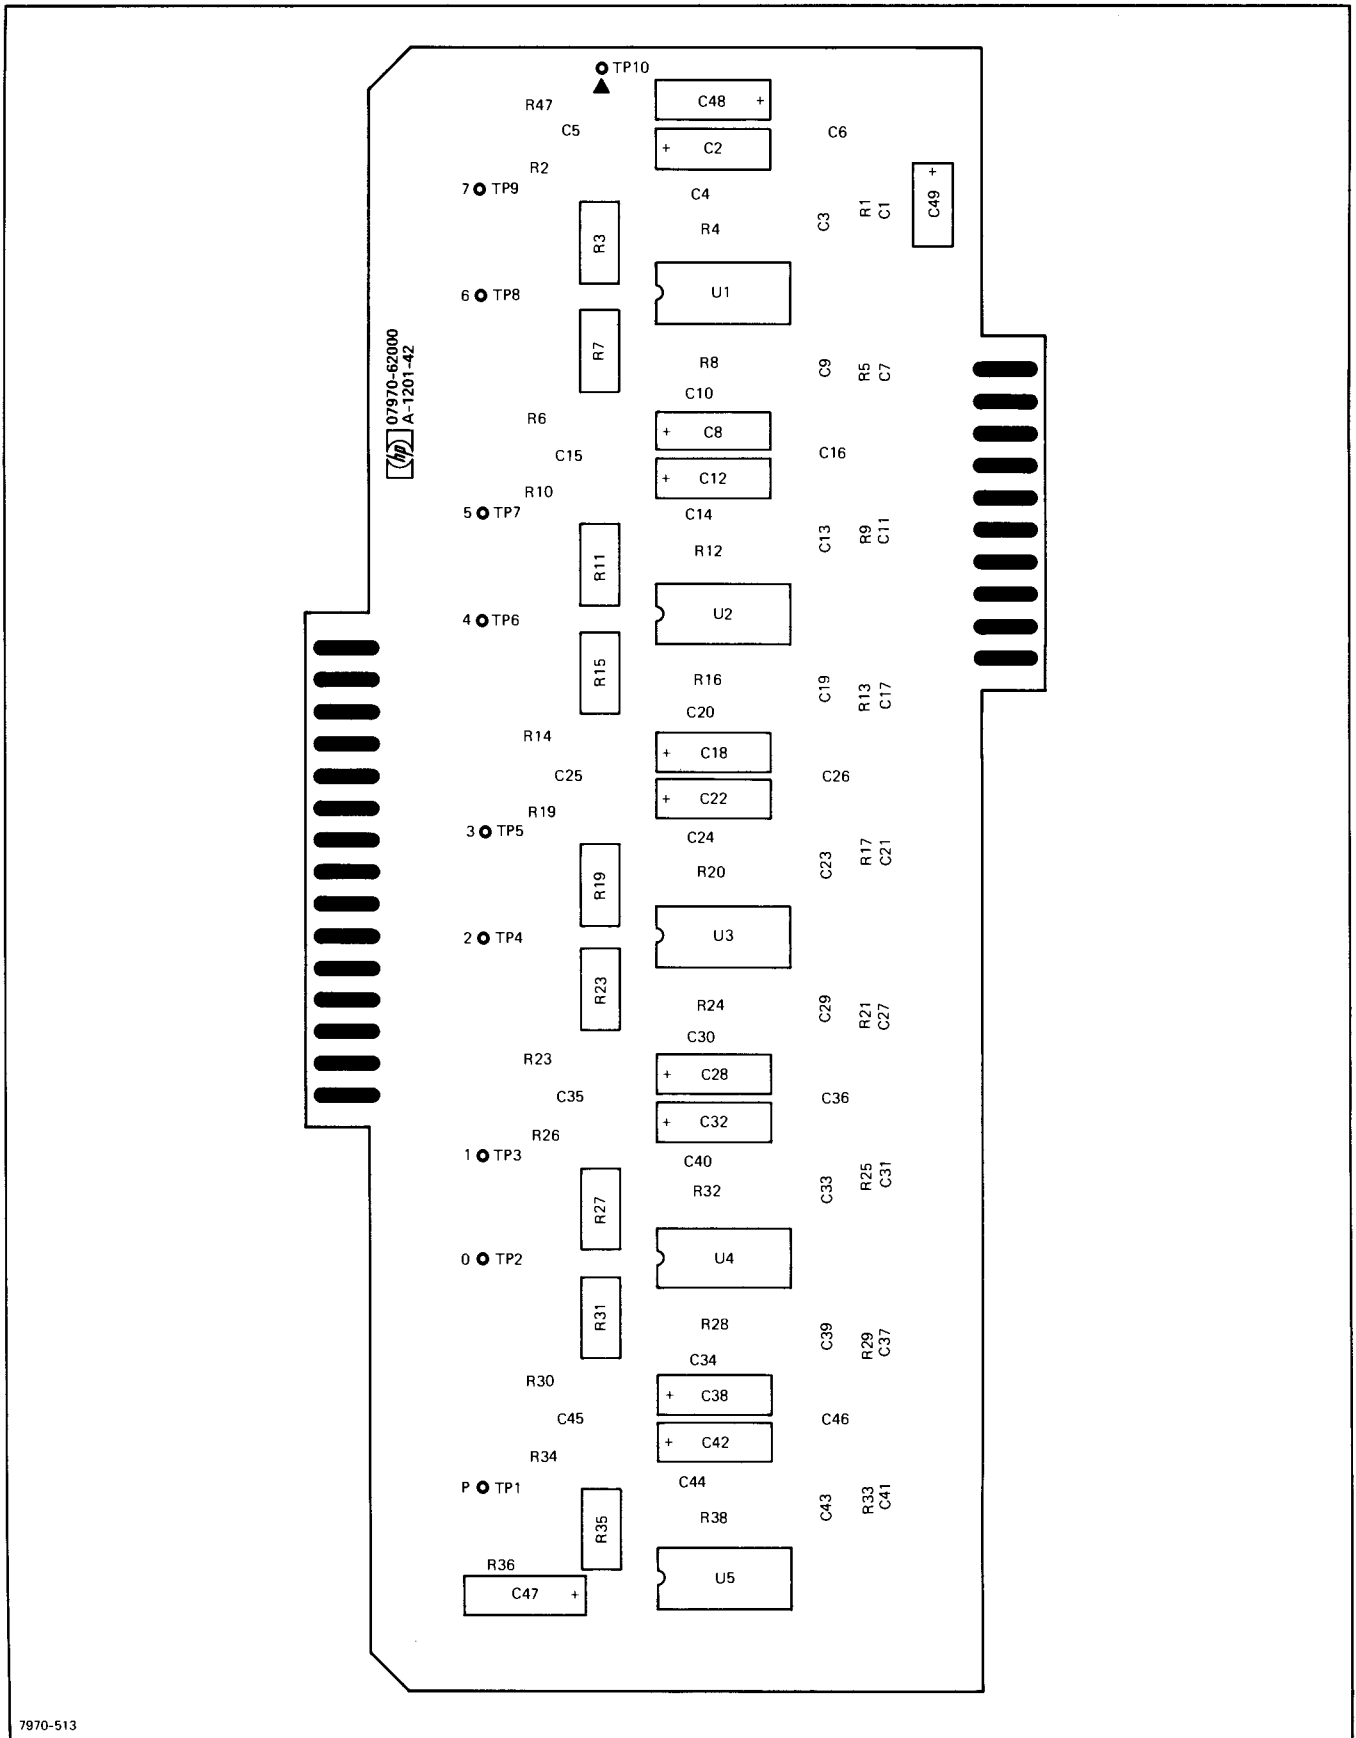 TP10
R47
C48 +
C5
C6
+ C2
R2
7 TP9
C4
+
C49
R1
C1
C3
R4
R3
6 TP8
U1
07970-62000
A-1201-42
hp
R7
R8
C9
R5
C7
C10
R6
+ C8
C15
C16
+ C12
R10
5 TP7
C14
C13
R9
C11
R12
R11
4 TP6
U2
R15
R16
C19
R13
C17
C20
R14
+ C18
C25
C26
+ C22
R19
3 TP5
C24
C23
R17
C21
R20
R19
2 TP4
U3
R23
R24
C29
R21
C27
C30
R23
+ C28
C35
C36
+ C32
R26
1 TP3
C40
C33
R25
C31
R32
R27
0 TP2
U4
R31
R28
C39
R29
C37
C34
R30
+ C38
C45
C46
+ C42
R34
P TP1
C44
C43
R33
C41
R38
R35
R36
U5
C47 +
7970-513